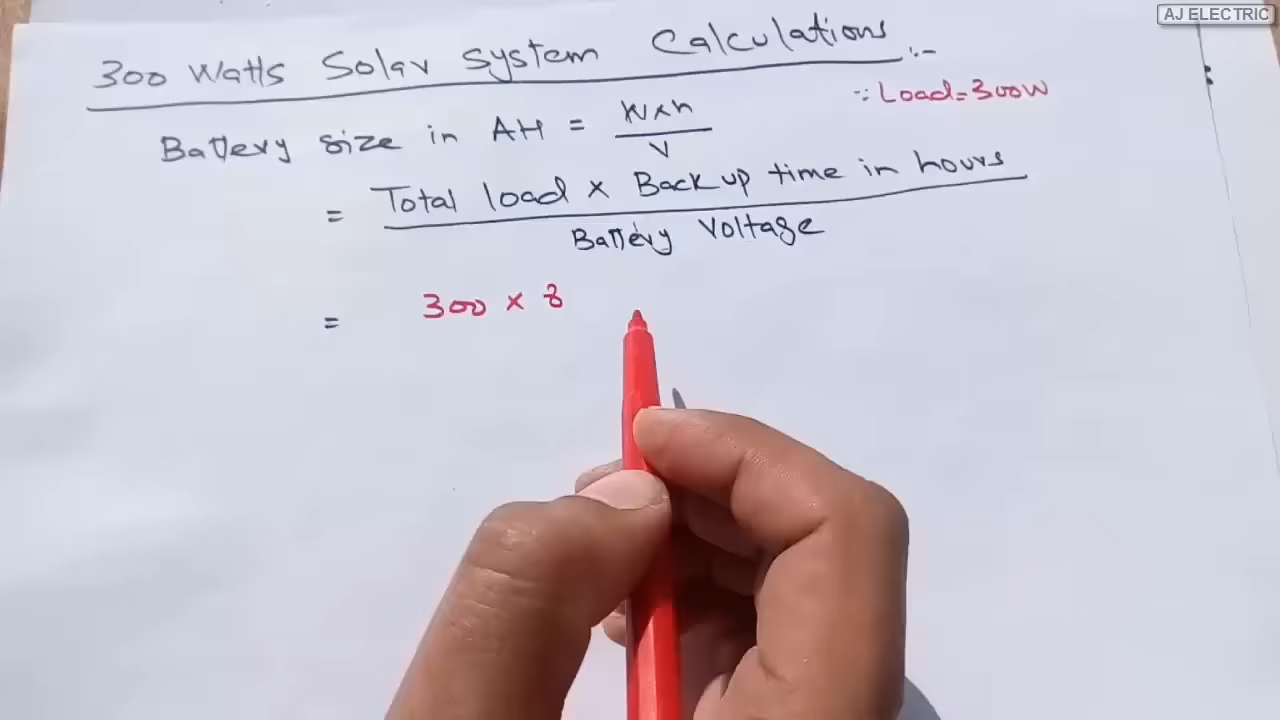 AJ ELECTRIC
300 Watts Solar System Calculations :-
∵ Load=300W
Battery size in AH = W×h / V
= Total load × Back up time in hours / Battery Voltage
= 300 × 8